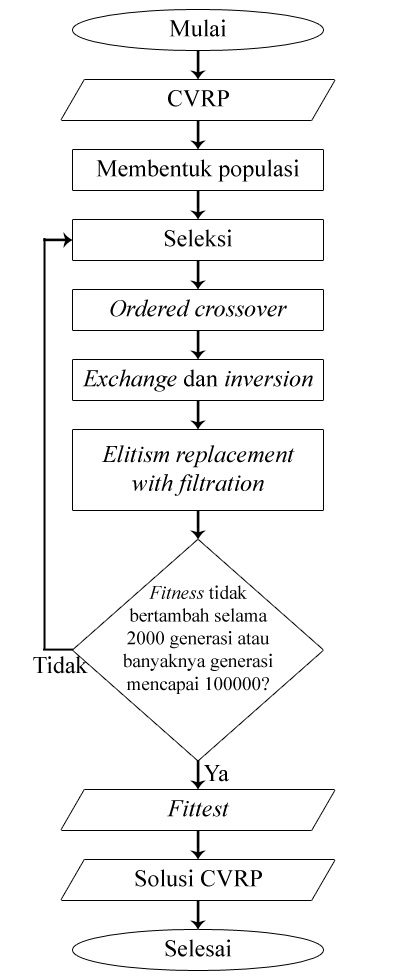 Mulai
CVRP
Membentuk populasi
Seleksi
Ordered crossover
Exchange dan inversion
Elitism replacement
with filtration
Fitness tidak
bertambah selama
2000 generasi atau
banyaknya generasi
mencapai 100000?
Tidak
Ya
Fittest
Solusi CVRP
Selesai